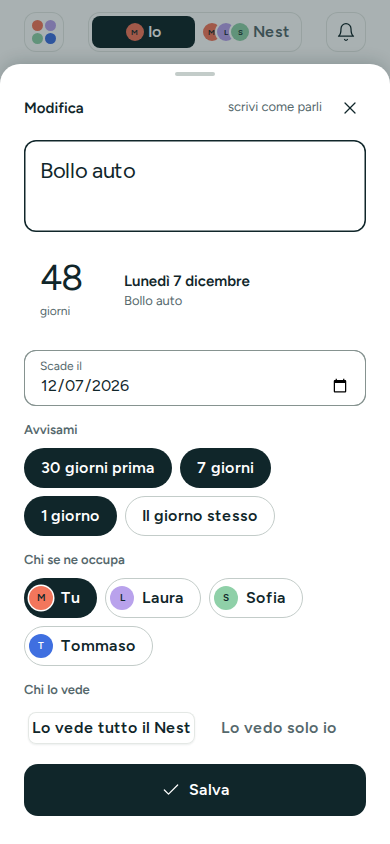 M Io M L S Nest
Modifica scrivi come parli
Bollo auto
48 Lunedì 7 dicembre
giorni Bollo auto
Scade il
12/07/2026
Avvisami
30 giorni prima 7 giorni
1 giorno Il giorno stesso
Chi se ne occupa
M Tu L Laura S Sofia
T Tommaso
Chi lo vede
Lo vede tutto il Nest Lo vedo solo io
Salva